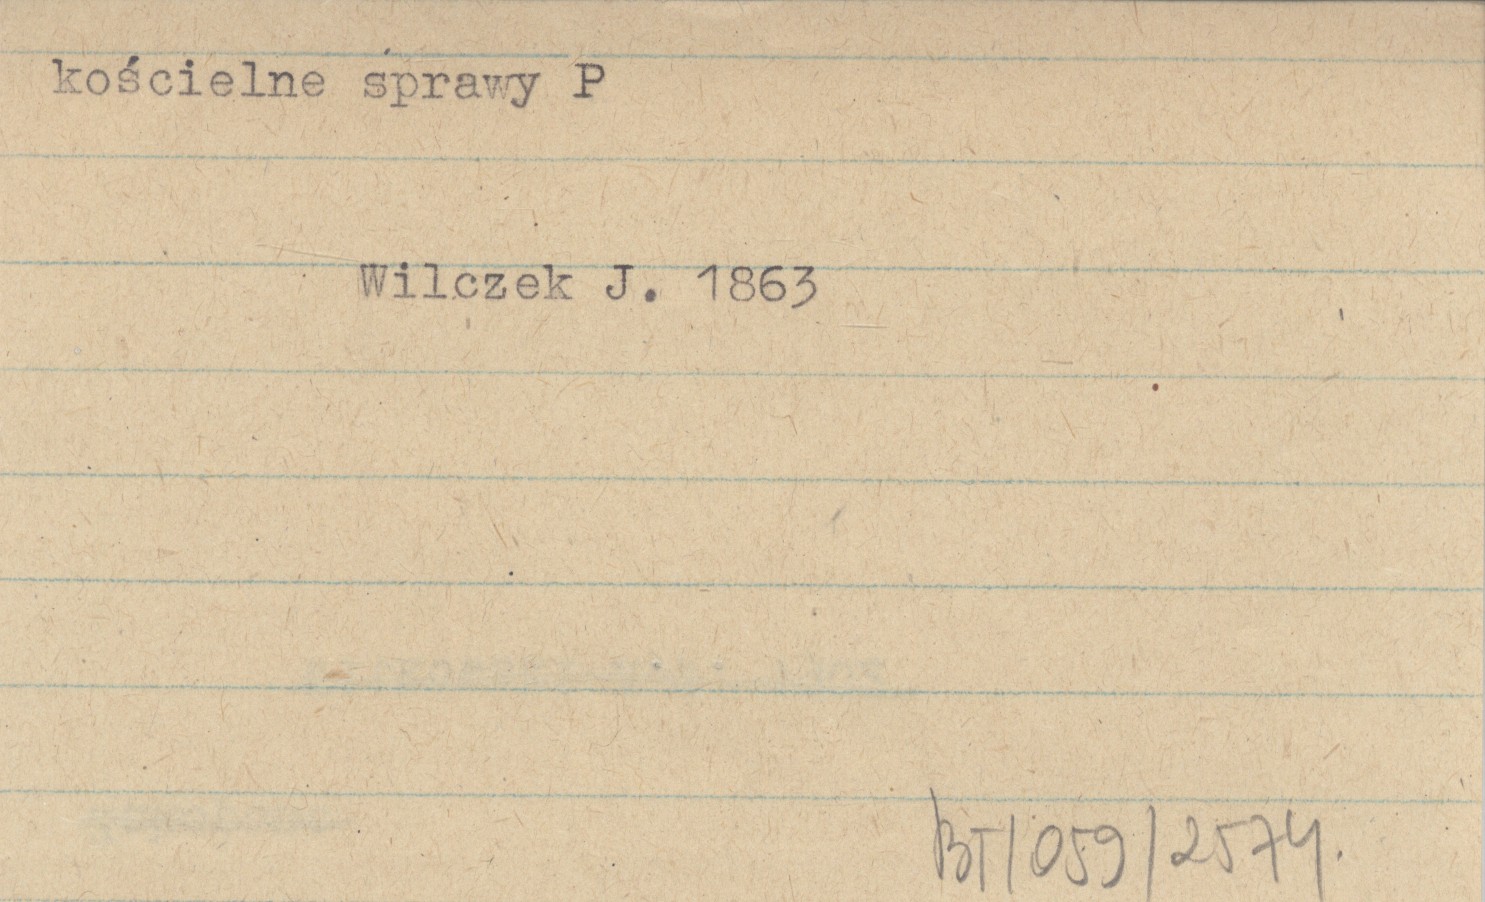 kościelne sprawy P
Wilczek J. 1863
BT/059/2574.